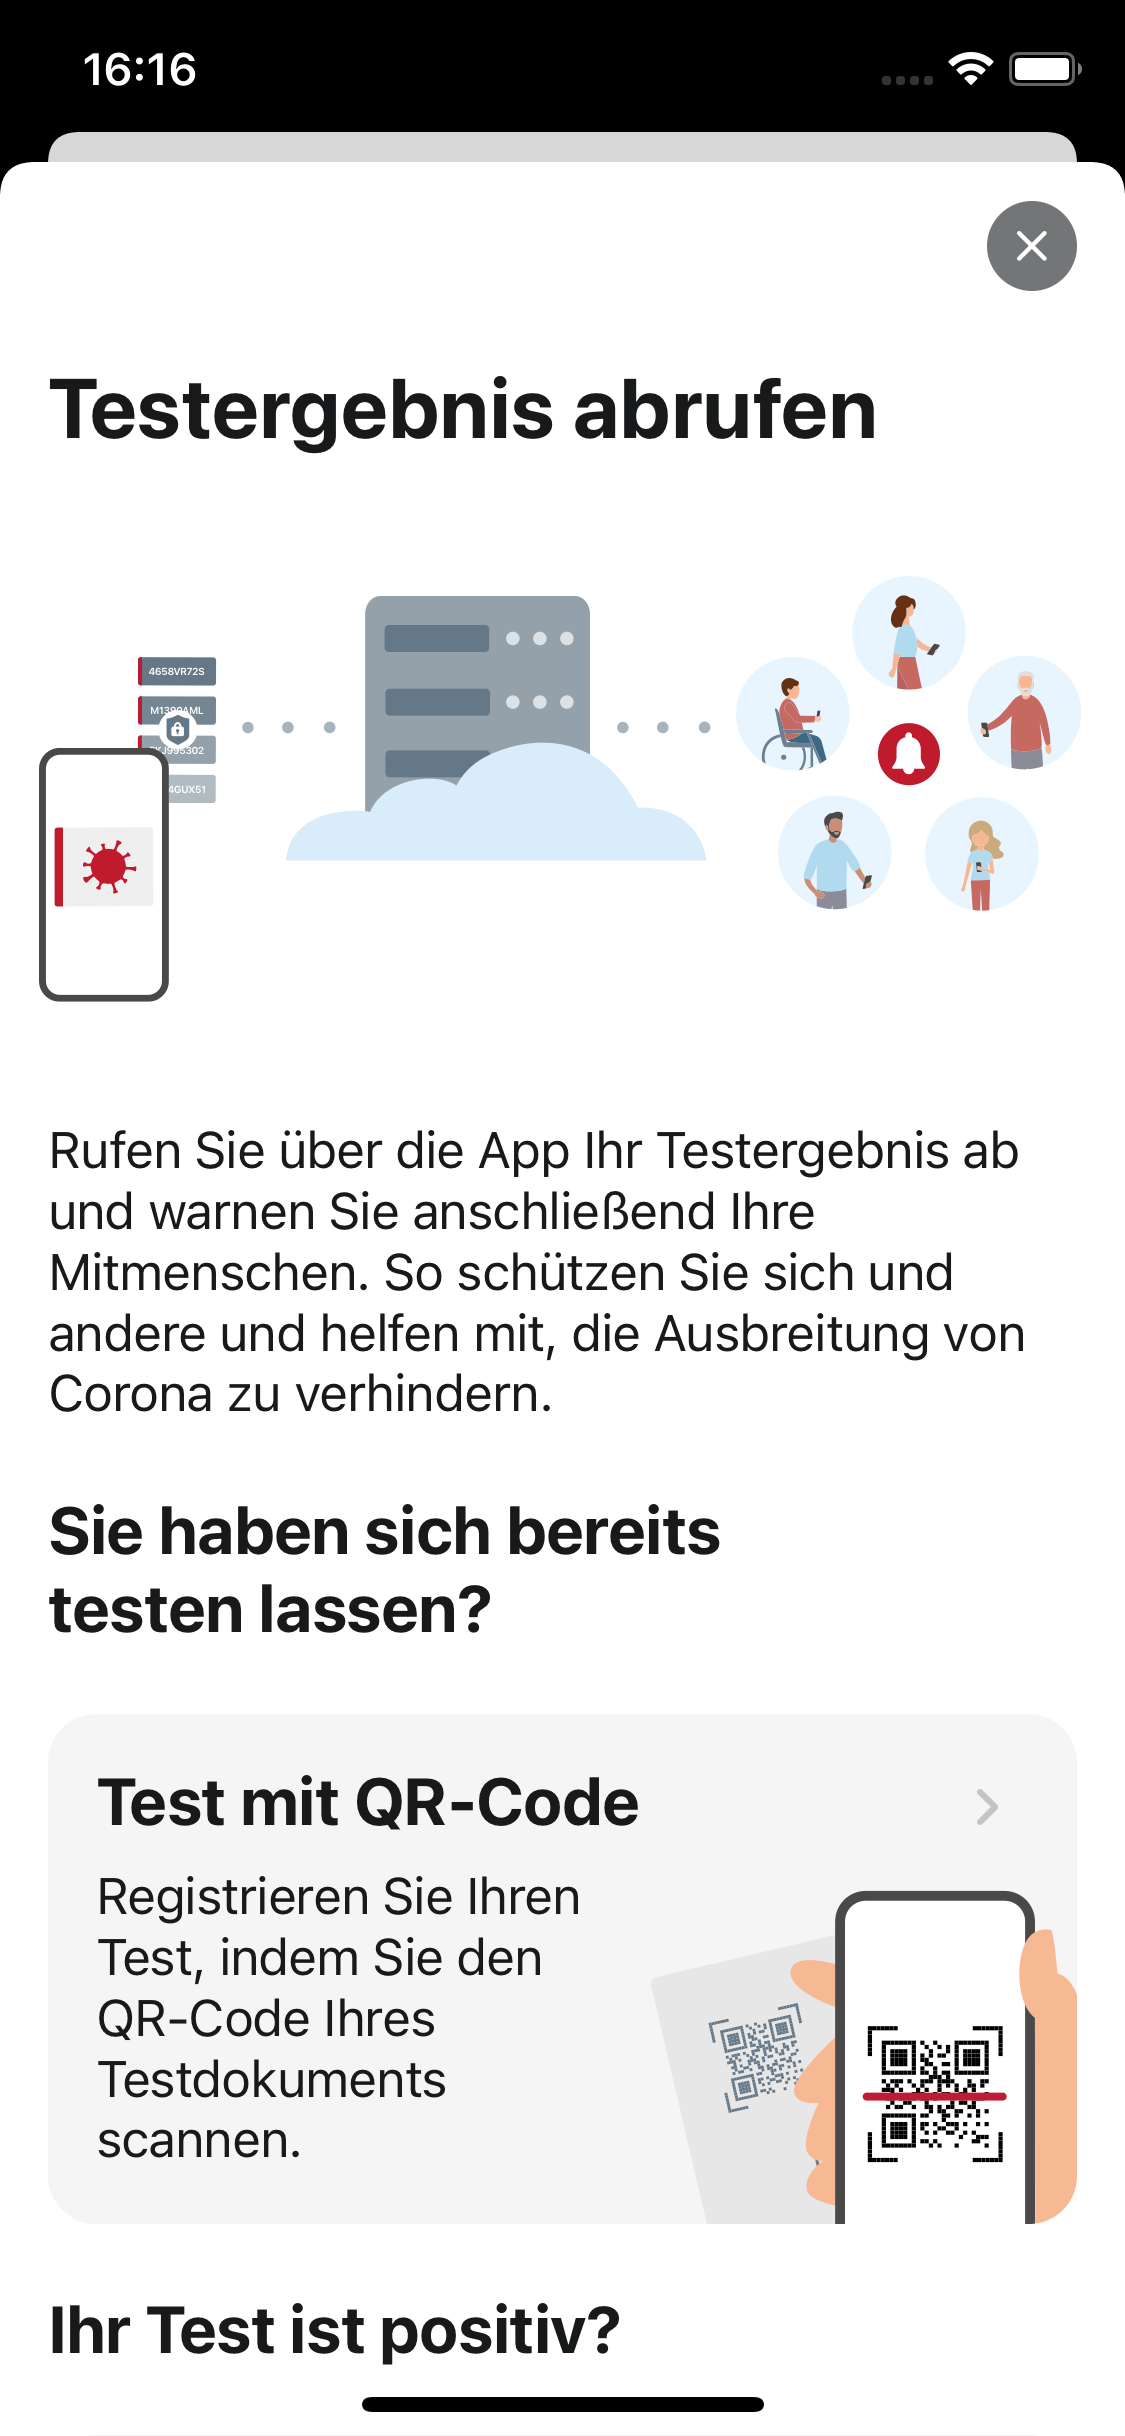 16:16
Testergebnis abrufen
4658VR72S
M1399AML
995302
4GUX51
Rufen Sie über die App Ihr Testergebnis ab
und warnen Sie anschließend Ihre
Mitmenschen. So schützen Sie sich und
andere und helfen mit, die Ausbreitung von
Corona zu verhindern.
Sie haben sich bereits
testen lassen?
Test mit QR-Code
Registrieren Sie Ihren
Test, indem Sie den
QR-Code Ihres
Testdokuments
scannen.
Ihr Test ist positiv?